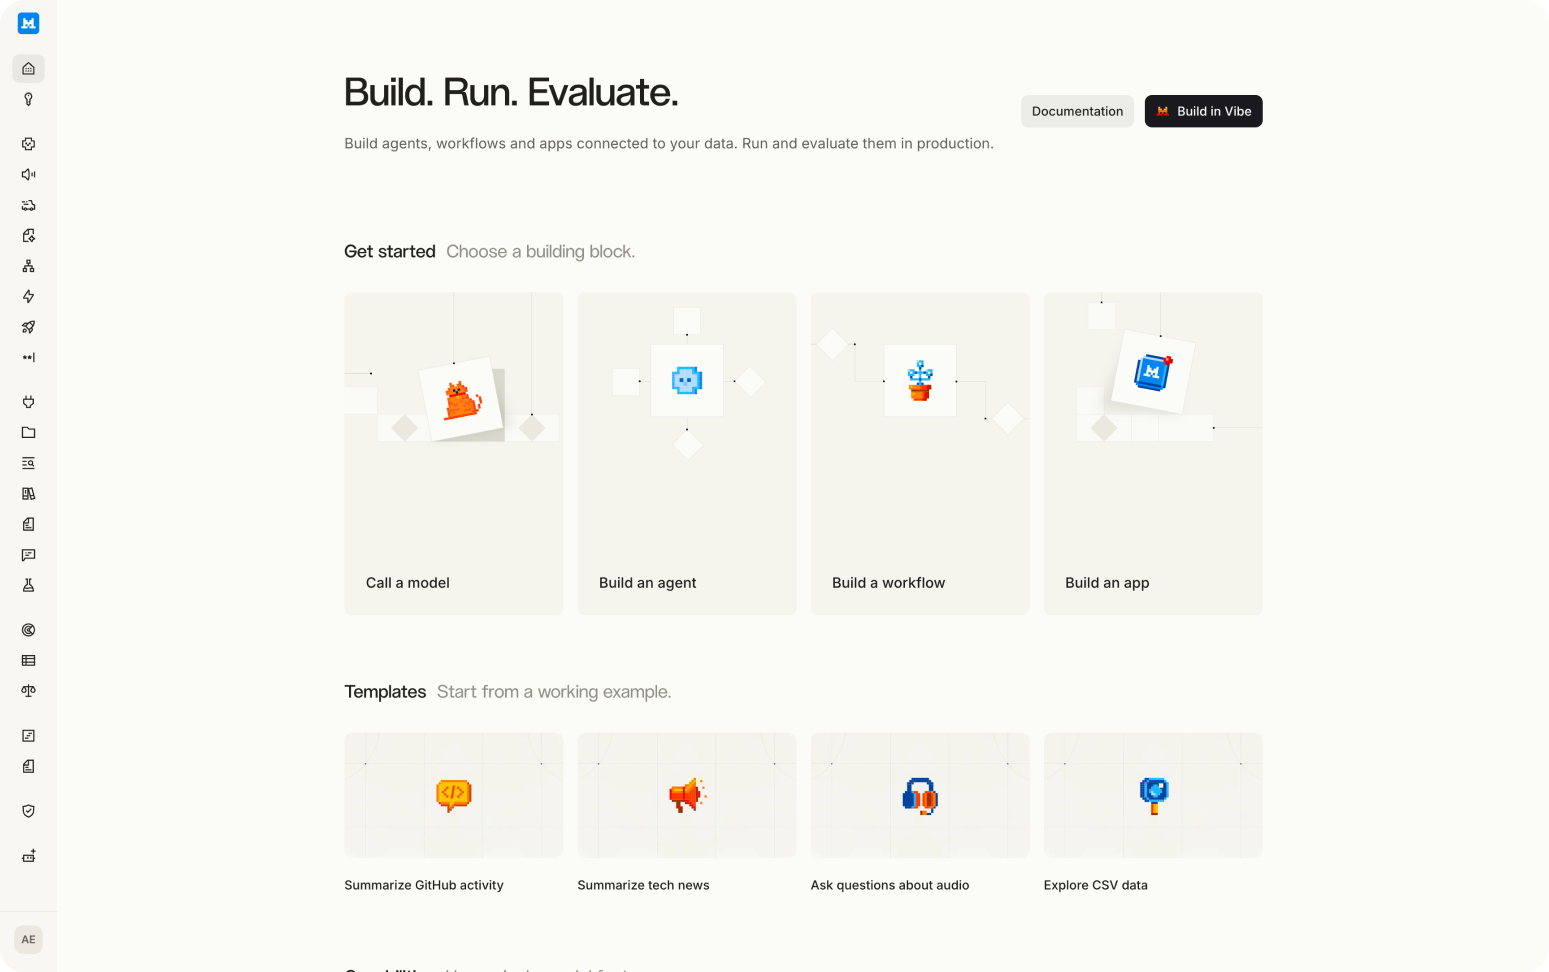 Build. Run. Evaluate.
Build agents, workflows and apps connected to your data. Run and evaluate them in production.
Documentation
Build in Vibe
Get started Choose a building block.
Call a model
Build an agent
Build a workflow
Build an app
Templates Start from a working example.
Summarize GitHub activity
Summarize tech news
Ask questions about audio
Explore CSV data
AE